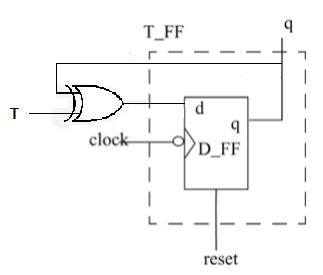 q
T_FF
d
T
q
clock
D_FF
reset